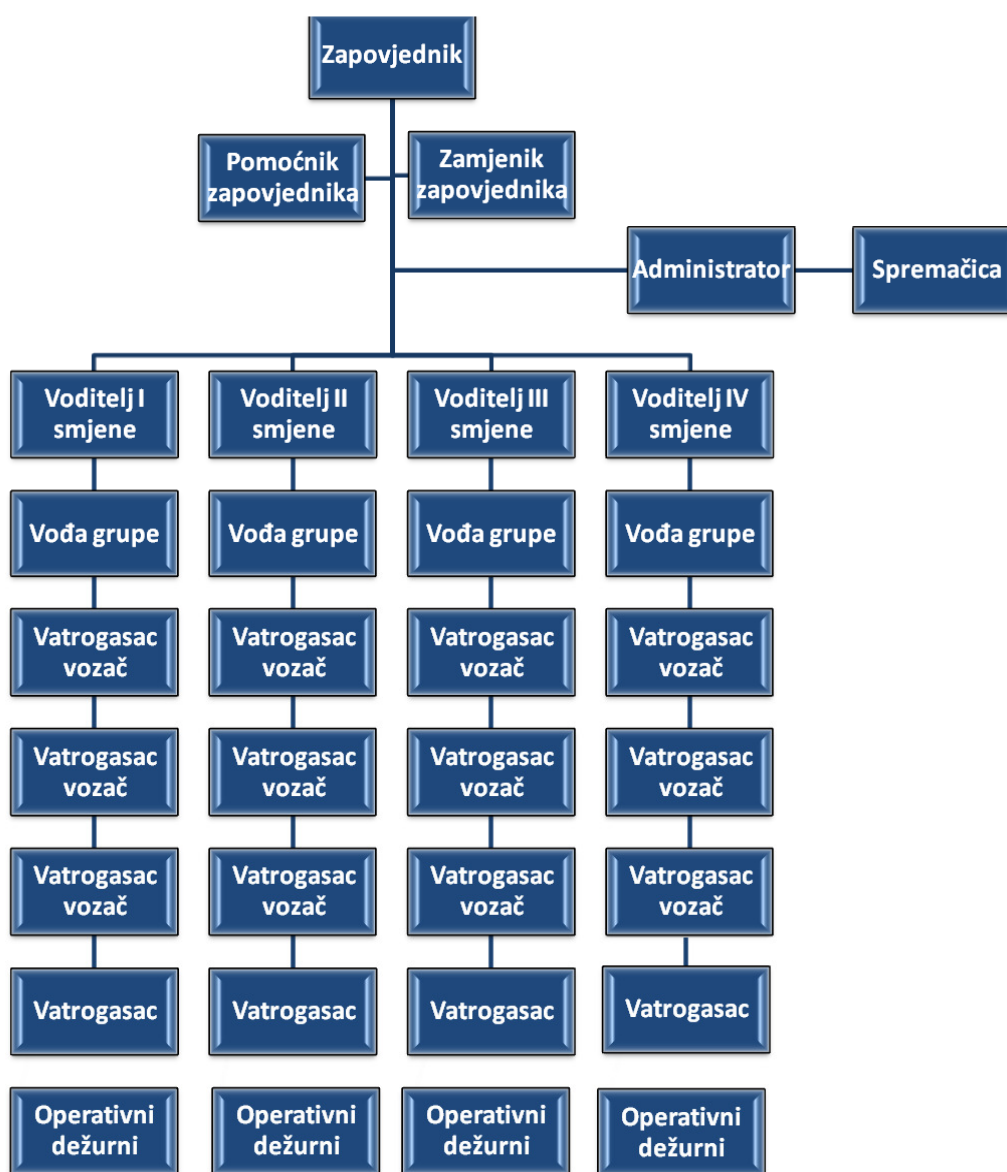 Zapovjednik
Pomoćnik
zapovjednika
Zamjenik
zapovjednika
Administrator
Spremačica
Voditelj I
smjene
Voditelj II
smjene
Voditelj III
smjene
Voditelj IV
smjene
Vođa grupe
Vođa grupe
Vođa grupe
Vođa grupe
Vatrogasac
vozač
Vatrogasac
vozač
Vatrogasac
vozač
Vatrogasac
vozač
Vatrogasac
vozač
Vatrogasac
vozač
Vatrogasac
vozač
Vatrogasac
vozač
Vatrogasac
vozač
Vatrogasac
vozač
Vatrogasac
vozač
Vatrogasac
vozač
Vatrogasac
Vatrogasac
Vatrogasac
Vatrogasac
Operativni
dežurni
Operativni
dežurni
Operativni
dežurni
Operativni
dežurni